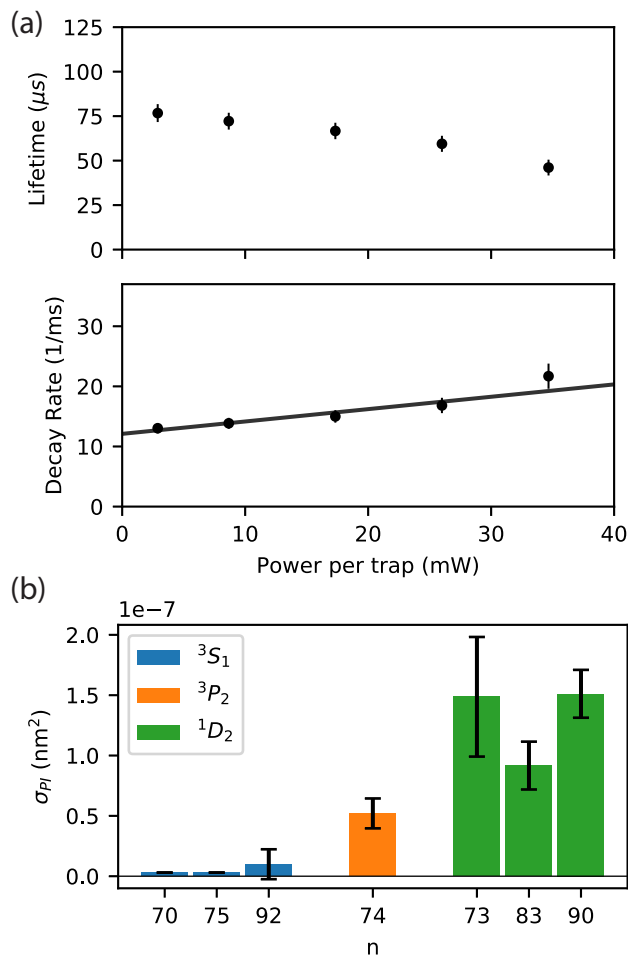 (a)
125
100
75
50
25
0
Lifetime (μs)
30
20
10
0
Decay Rate (1/ms)
0 10 20 30 40
Power per trap (mW)
(b)
1e−7
2.0
1.5
1.0
0.5
0.0
σ_PI (nm²)
³S₁
³P₂
¹D₂
70 75 92 74 73 83 90
n